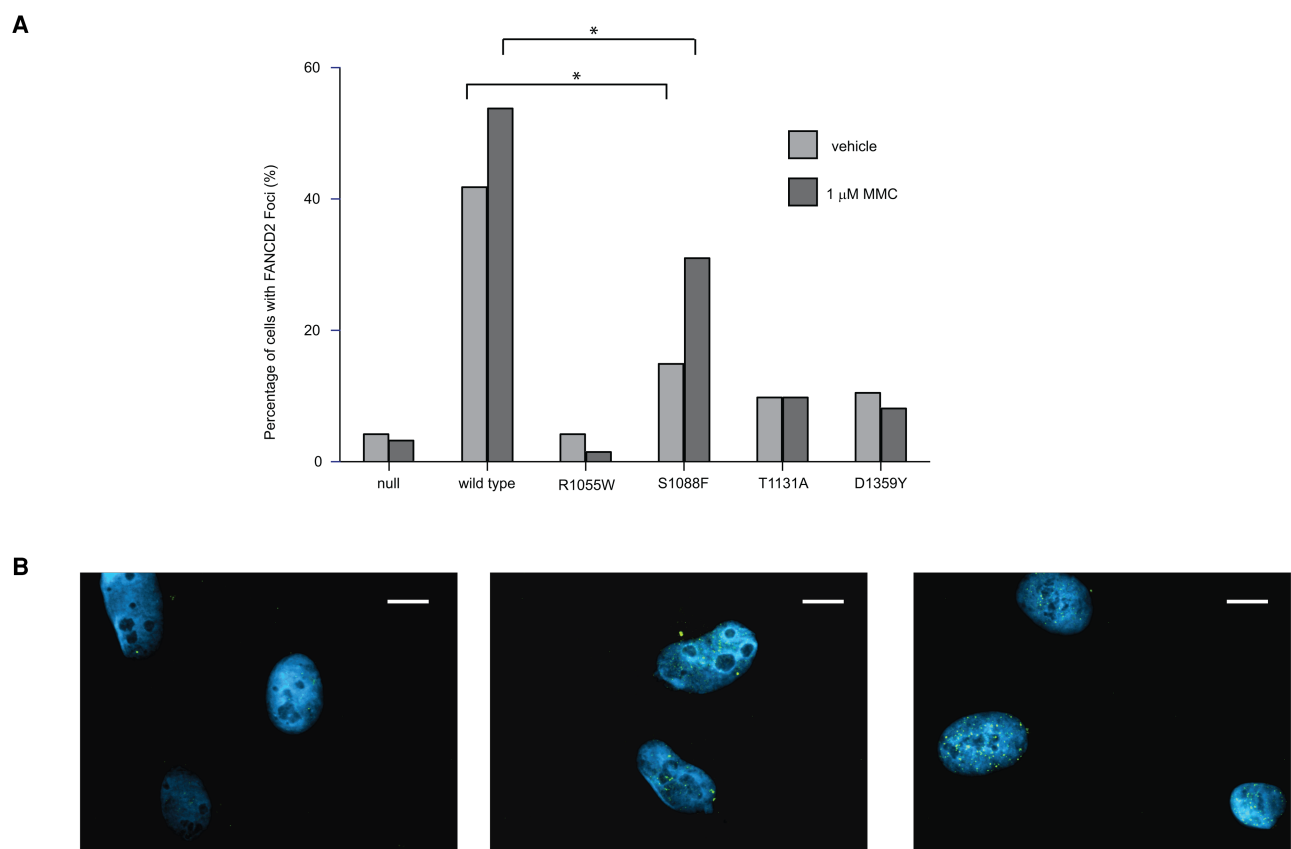 A
*
*
60
40
20
0
Percentage of cells with FANCD2 Foci (%)
vehicle
1 μM MMC
null
wild type
R1055W
S1088F
T1131A
D1359Y
B